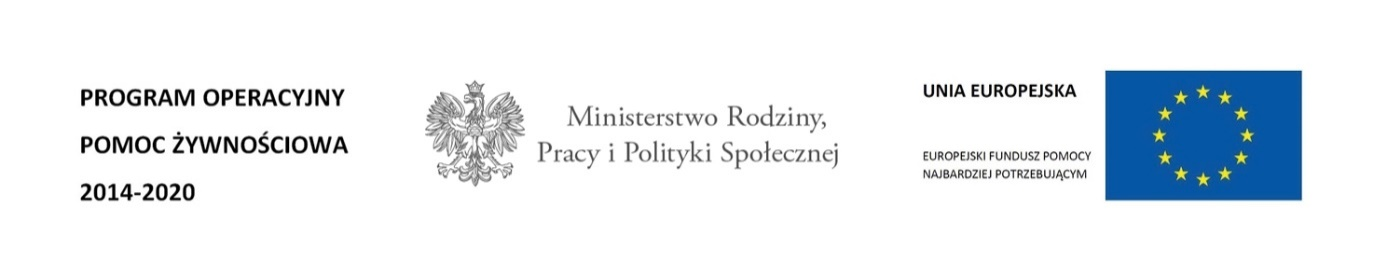 PROGRAM OPERACYJNY
POMOC ŻYWNOŚCIOWA
2014-2020
Ministerstwo Rodziny,
Pracy i Polityki Społecznej
UNIA EUROPEJSKA
EUROPEJSKI FUNDUSZ POMOCY
NAJBARDZIEJ POTRZEBUJĄCYM